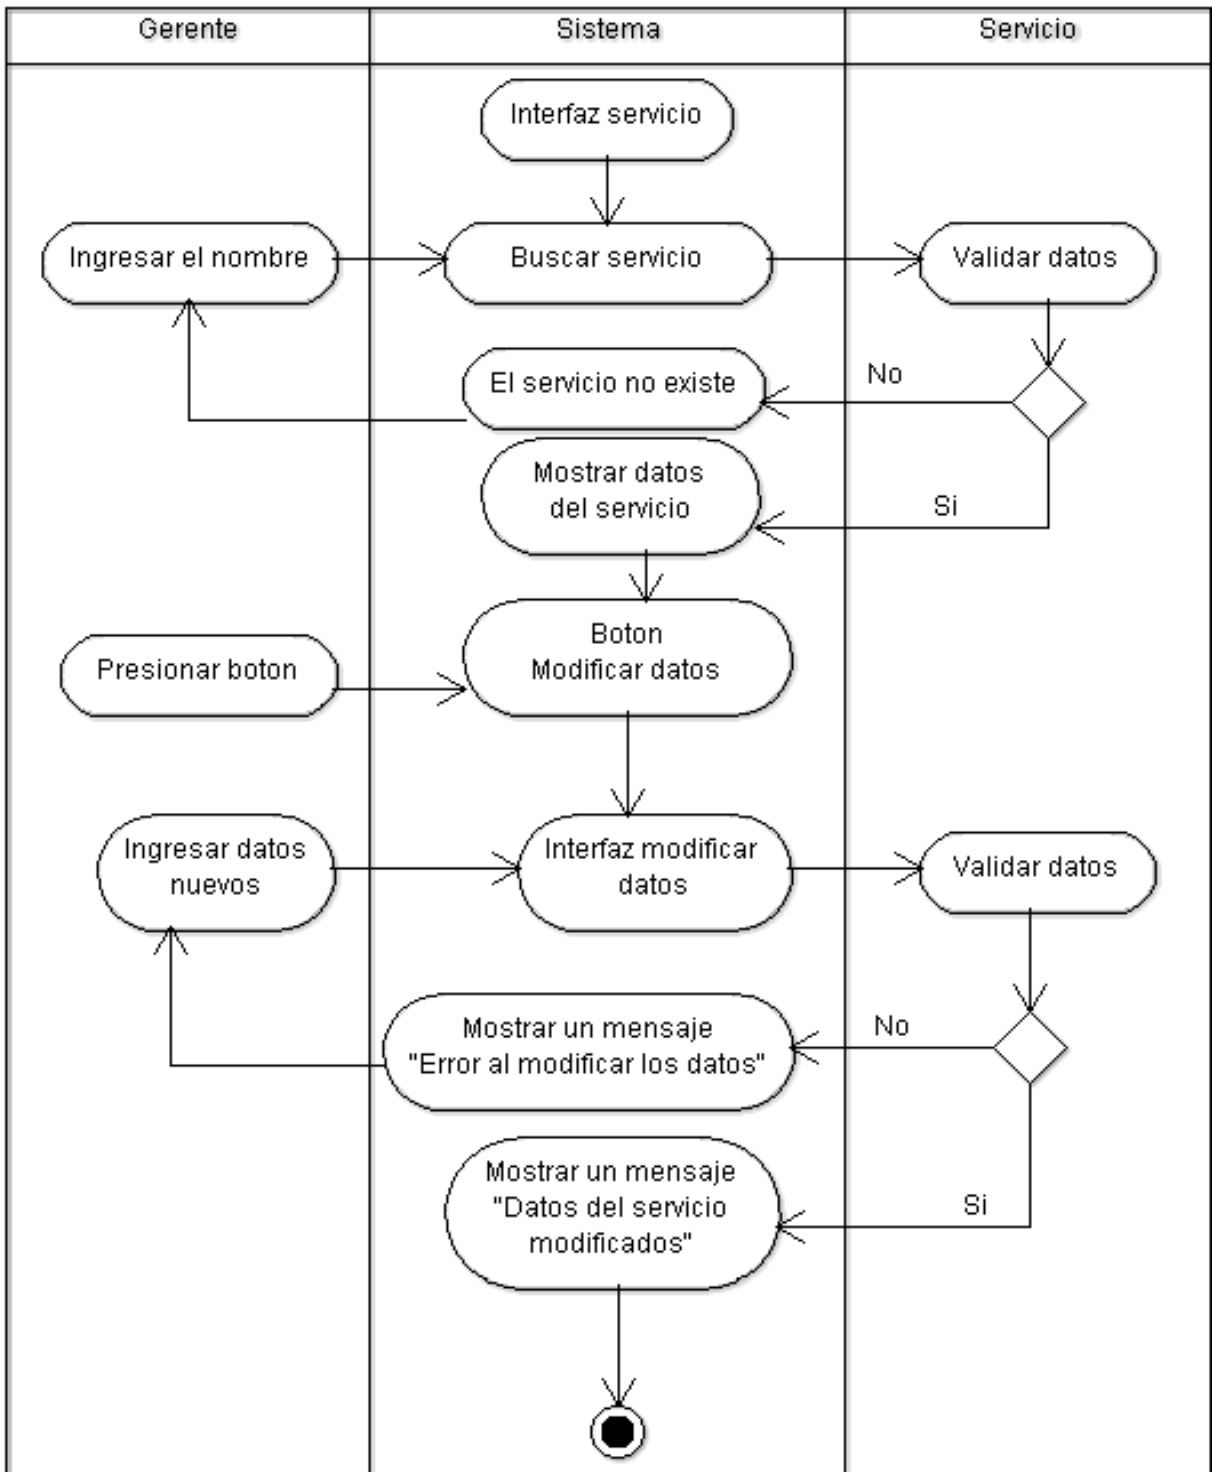 Gerente
Sistema
Servicio
Interfaz servicio
Ingresar el nombre
Buscar servicio
Validar datos
El servicio no existe
No
Mostrar datos
del servicio
Si
Boton
Modificar datos
Presionar boton
Ingresar datos
nuevos
Interfaz modificar
datos
Validar datos
Mostrar un mensaje
"Error al modificar los datos"
No
Mostrar un mensaje
"Datos del servicio
modificados"
Si